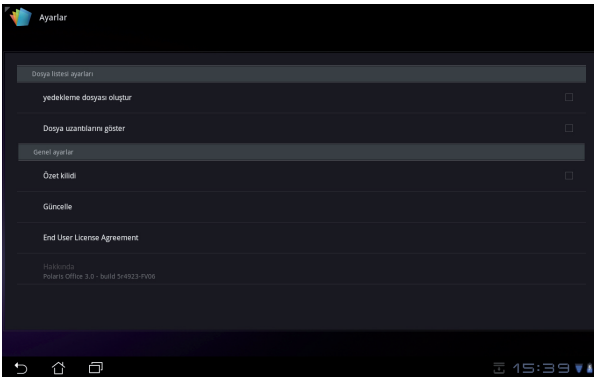 Ayarlar
Dosya listesi ayarları
yedekleme dosyası oluştur
Dosya uzantılarını göster
Genel ayarlar
Özet kilidi
Güncelle
End User License Agreement
Hakkında
Polaris Office 3.0 - build 5r4923-FV06
15:39